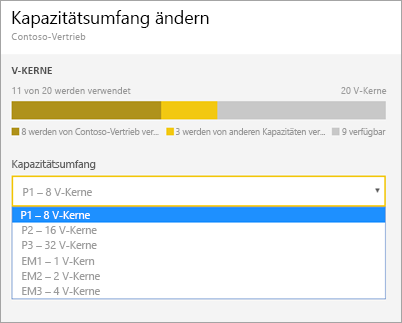 Kapazitätsumfang ändern
Contoso-Vertrieb
V-KERNE
11 von 20 werden verwendet 20 V-Kerne
8 werden von Contoso-Vertrieb ver... 3 werden von anderen Kapazitäten ver... 9 verfügbar
Kapazitätsumfang
P1 – 8 V-Kerne
P1 – 8 V-Kerne
P2 – 16 V-Kerne
P3 – 32 V-Kerne
EM1 – 1 V-Kern
EM2 – 2 V-Kerne
EM3 – 4 V-Kerne